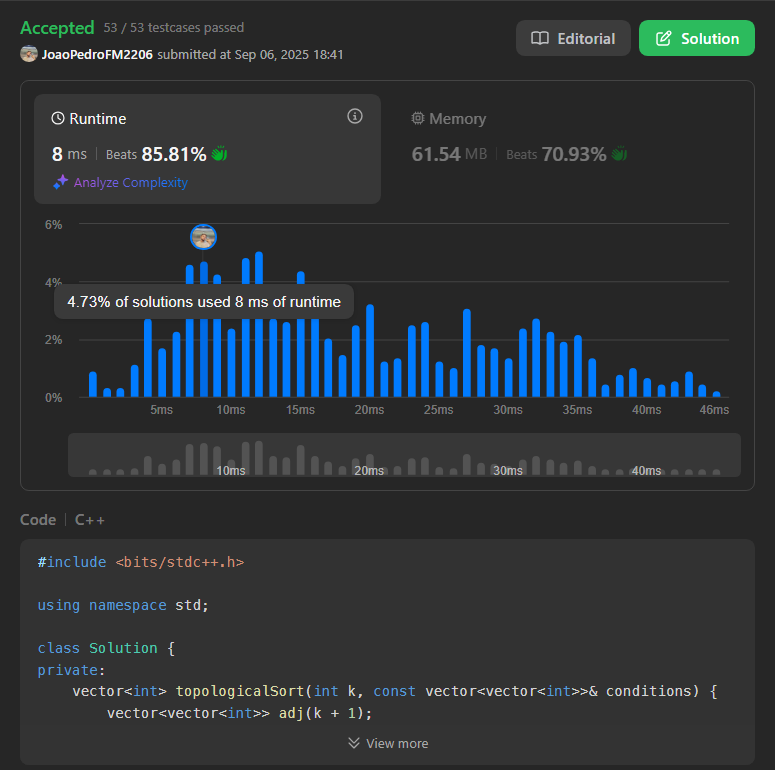 Accepted 53 / 53 testcases passed
JoaoPedroFM2206 submitted at Sep 06, 2025 18:41
Editorial
Solution
Runtime
8 ms | Beats 85.81%
Analyze Complexity
Memory
61.54 MB | Beats 70.93%
6%
4%
2%
0%
4.73% of solutions used 8 ms of runtime
5ms 10ms 15ms 20ms 25ms 30ms 35ms 40ms 46ms
10ms 20ms 30ms 40ms
Code | C++
#include <bits/stdc++.h>
using namespace std;
class Solution {
private:
    vector<int> topologicalSort(int k, const vector<vector<int>>& conditions) {
        vector<vector<int>> adj(k + 1);
View more